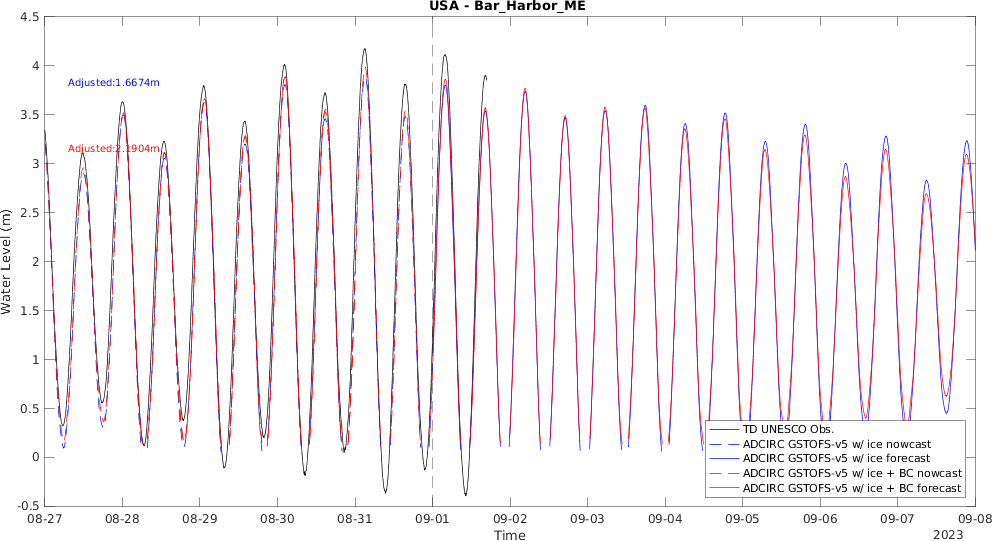 USA - Bar_Harbor_ME
Water Level (m)
4.5
4
3.5
3
2.5
2
1.5
1
0.5
0
-0.5
Adjusted:1.6674m
Adjusted:2.1904m
TD UNESCO Obs.
ADCIRC GSTOFS-v5 w/ ice nowcast
ADCIRC GSTOFS-v5 w/ ice forecast
ADCIRC GSTOFS-v5 w/ ice + BC nowcast
ADCIRC GSTOFS-v5 w/ ice + BC forecast
08-27 08-28 08-29 08-30 08-31 09-01 09-02 09-03 09-04 09-05 09-06 09-07 09-08
Time
2023